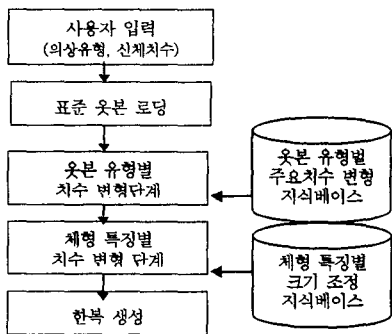 사용자 입력
(의상유형, 신체치수)
표준 옷본 로딩
옷본 유형별
치수 변형단계
옷본 유형별
주요치수 변형
지식베이스
체형 특징별
치수 변형 단계
체형 특징별
크기 조정
지식베이스
한복 생성